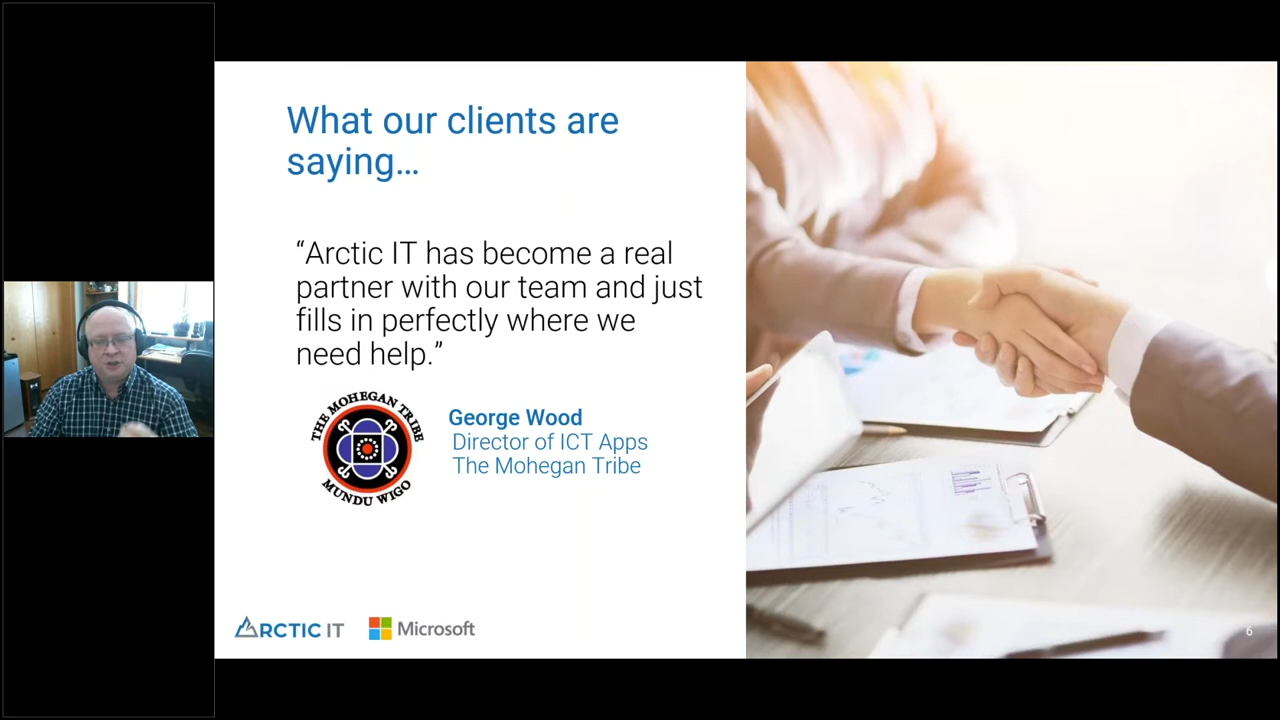 What our clients are
saying…
“Arctic IT has become a real
partner with our team and just
fills in perfectly where we
need help.”
THE MOHEGAN TRIBE
MUNDU WIGO
George Wood
Director of ICT Apps
The Mohegan Tribe
ARCTIC IT
Microsoft
6